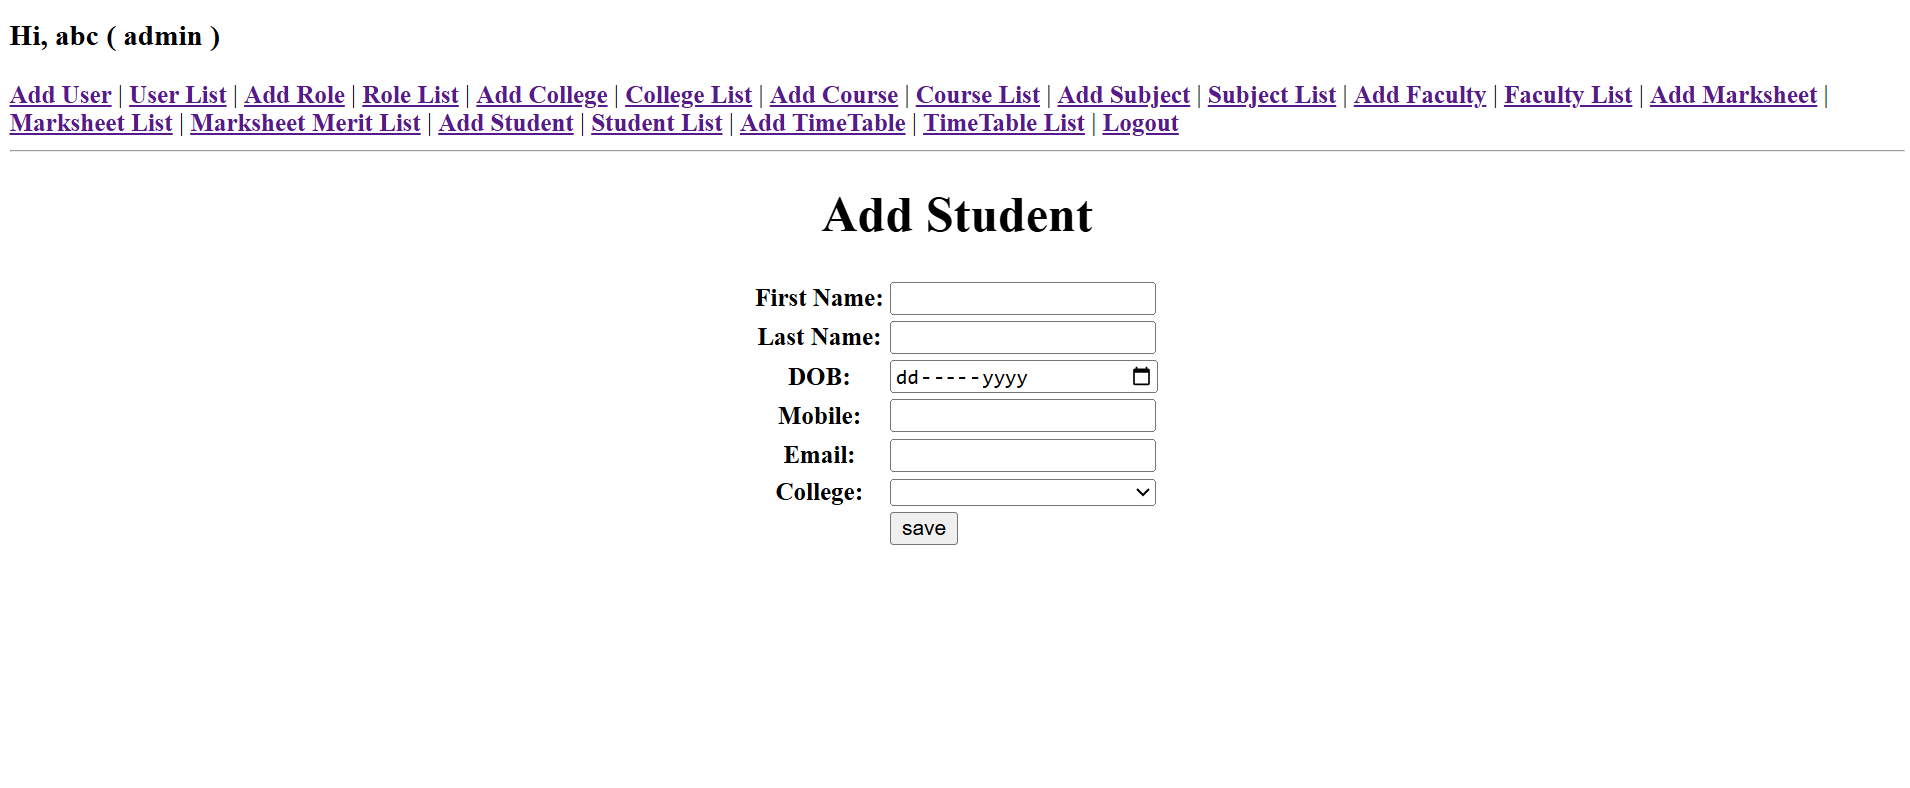 Hi, abc ( admin )
Add User | User List | Add Role | Role List | Add College | College List | Add Course | Course List | Add Subject | Subject List | Add Faculty | Faculty List | Add Marksheet |
Marksheet List | Marksheet Merit List | Add Student | Student List | Add TimeTable | TimeTable List | Logout
Add Student
First Name:
Last Name:
DOB: dd-----yyyy
Mobile:
Email:
College:
save